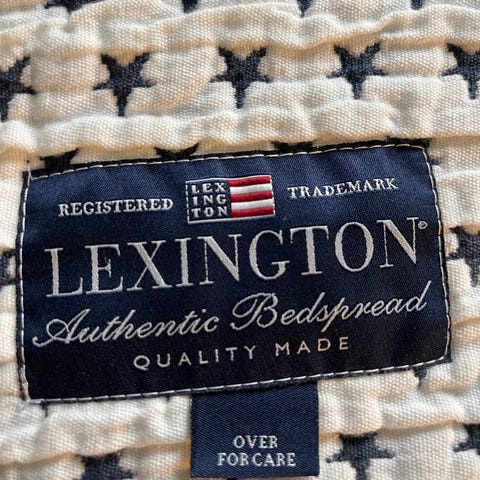 REGISTERED LEX ING TON TRADEMARK
LEXINGTON®
Authentic Bedspread
QUALITY MADE
OVER
FOR CARE